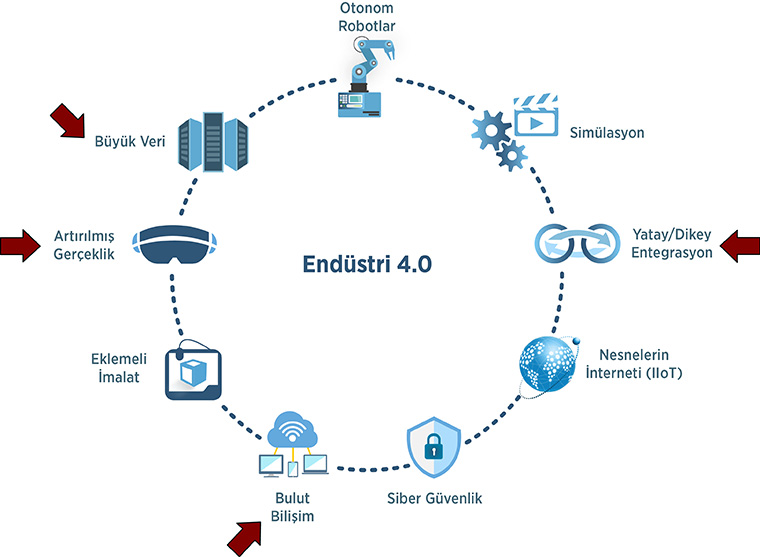 Otonom
Robotlar
Simülasyon
Yatay/Dikey
Entegrasyon
Nesnelerin
İnterneti (IIoT)
Siber Güvenlik
Bulut
Bilişim
Eklemeli
İmalat
Artırılmış
Gerçeklik
Büyük Veri
Endüstri 4.0